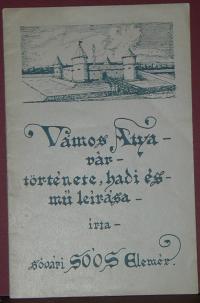 Vámos Atya-
vár-
története, hadi és-
mű leírása-
írta-
sóvári SOÓS Elemér.